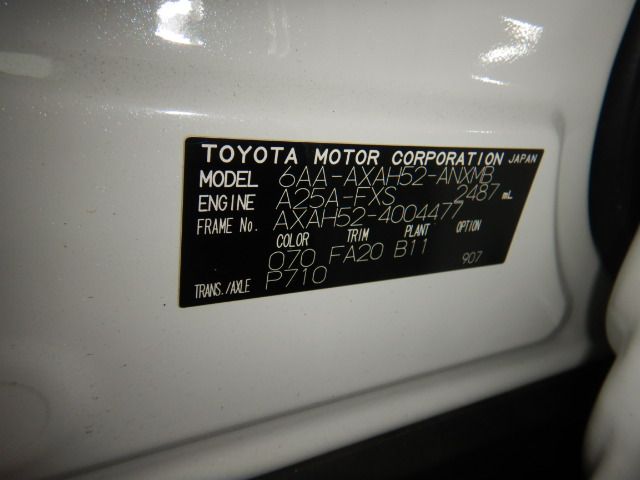 TOYOTA MOTOR CORPORATION JAPAN
MODEL 6AA-AXAH52-ANXMB
ENGINE A25A-FXS 2487 mL
FRAME No. AXAH52-4004477
COLOR TRIM PLANT OPTION
070 FA20 B11 907
TRANS./AXLE P710